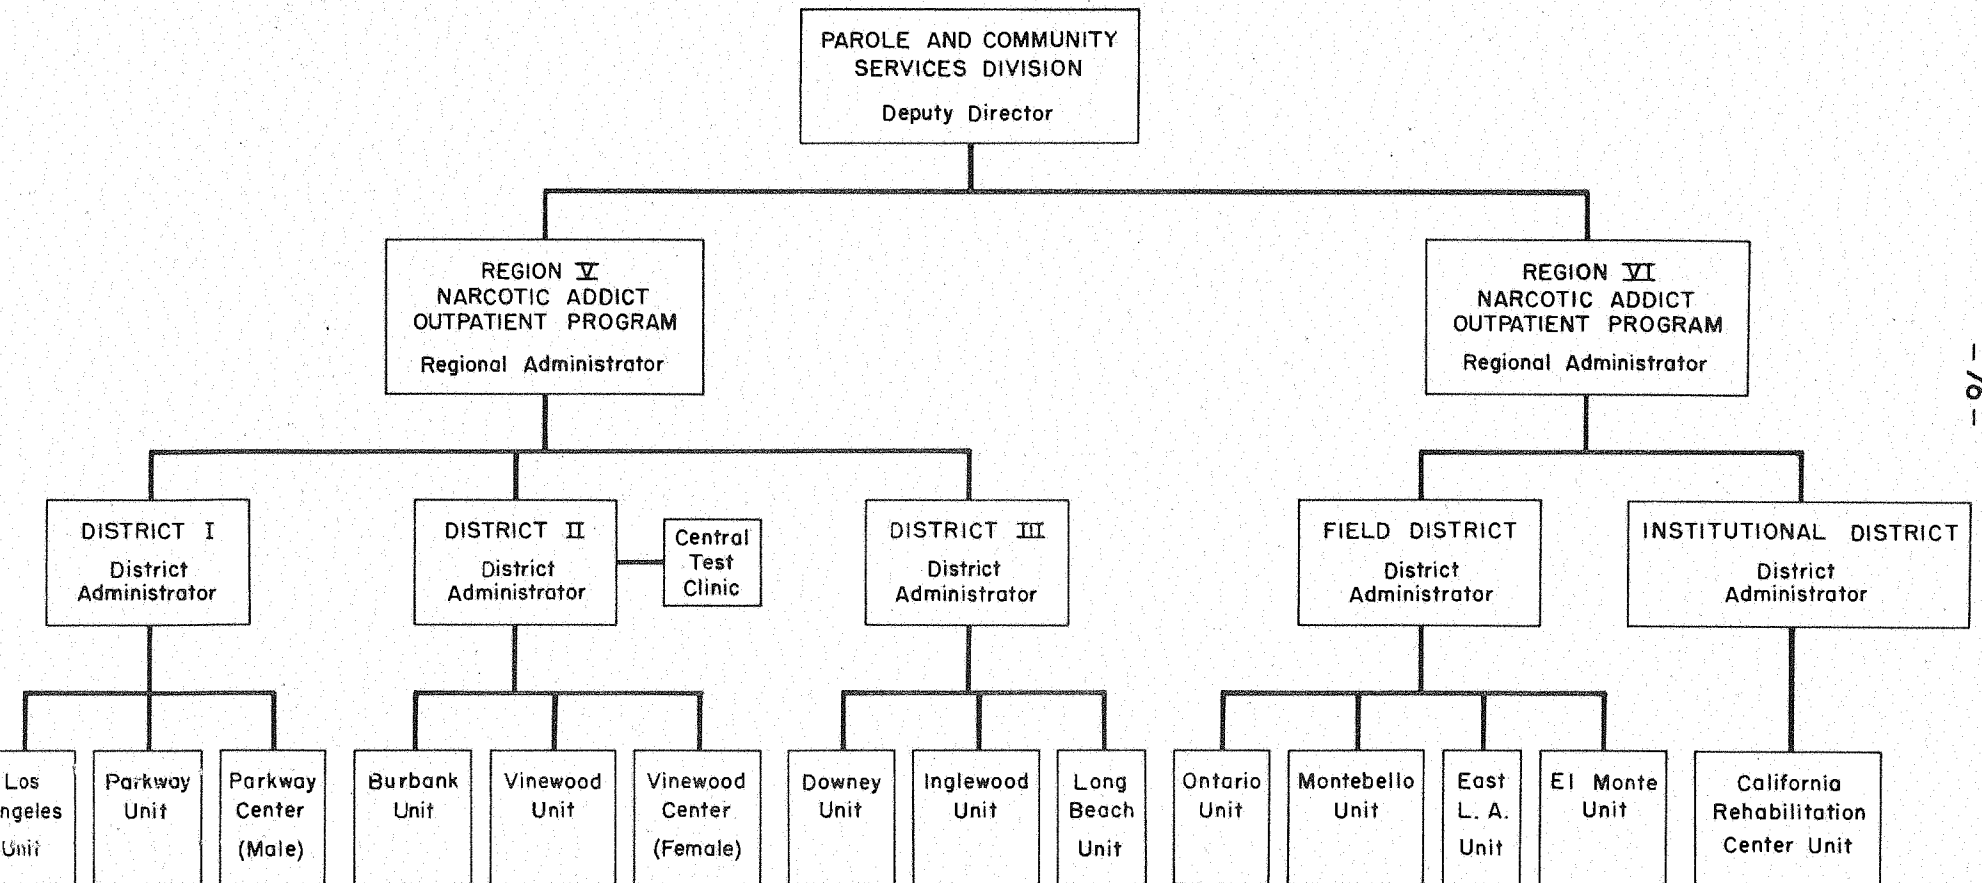 PAROLE AND COMMUNITY
SERVICES DIVISION
Deputy Director
REGION V
NARCOTIC ADDICT
OUTPATIENT PROGRAM
Regional Administrator
REGION VI
NARCOTIC ADDICT
OUTPATIENT PROGRAM
Regional Administrator
DISTRICT I
District
Administrator
DISTRICT II
District
Administrator
Central
Test
Clinic
DISTRICT III
District
Administrator
FIELD DISTRICT
District
Administrator
INSTITUTIONAL DISTRICT
District
Administrator
Los
ngeles
Unit
Parkway
Unit
Parkway
Center
(Male)
Burbank
Unit
Vinewood
Unit
Vinewood
Center
(Female)
Downey
Unit
Inglewood
Unit
Long
Beach
Unit
Ontario
Unit
Montebello
Unit
East
L. A.
Unit
El Monte
Unit
California
Rehabilitation
Center Unit